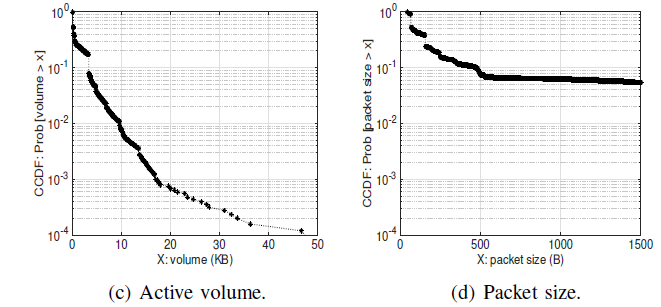 10^0
10^-1
10^-2
10^-3
10^-4
CCDF: Prob [volume > x]
0 10 20 30 40 50
X: volume (KB)
(c) Active volume.
10^0
10^-1
10^-2
10^-3
10^-4
CCDF: Prob [packet size > x]
0 500 1000 1500
X: packet size (B)
(d) Packet size.